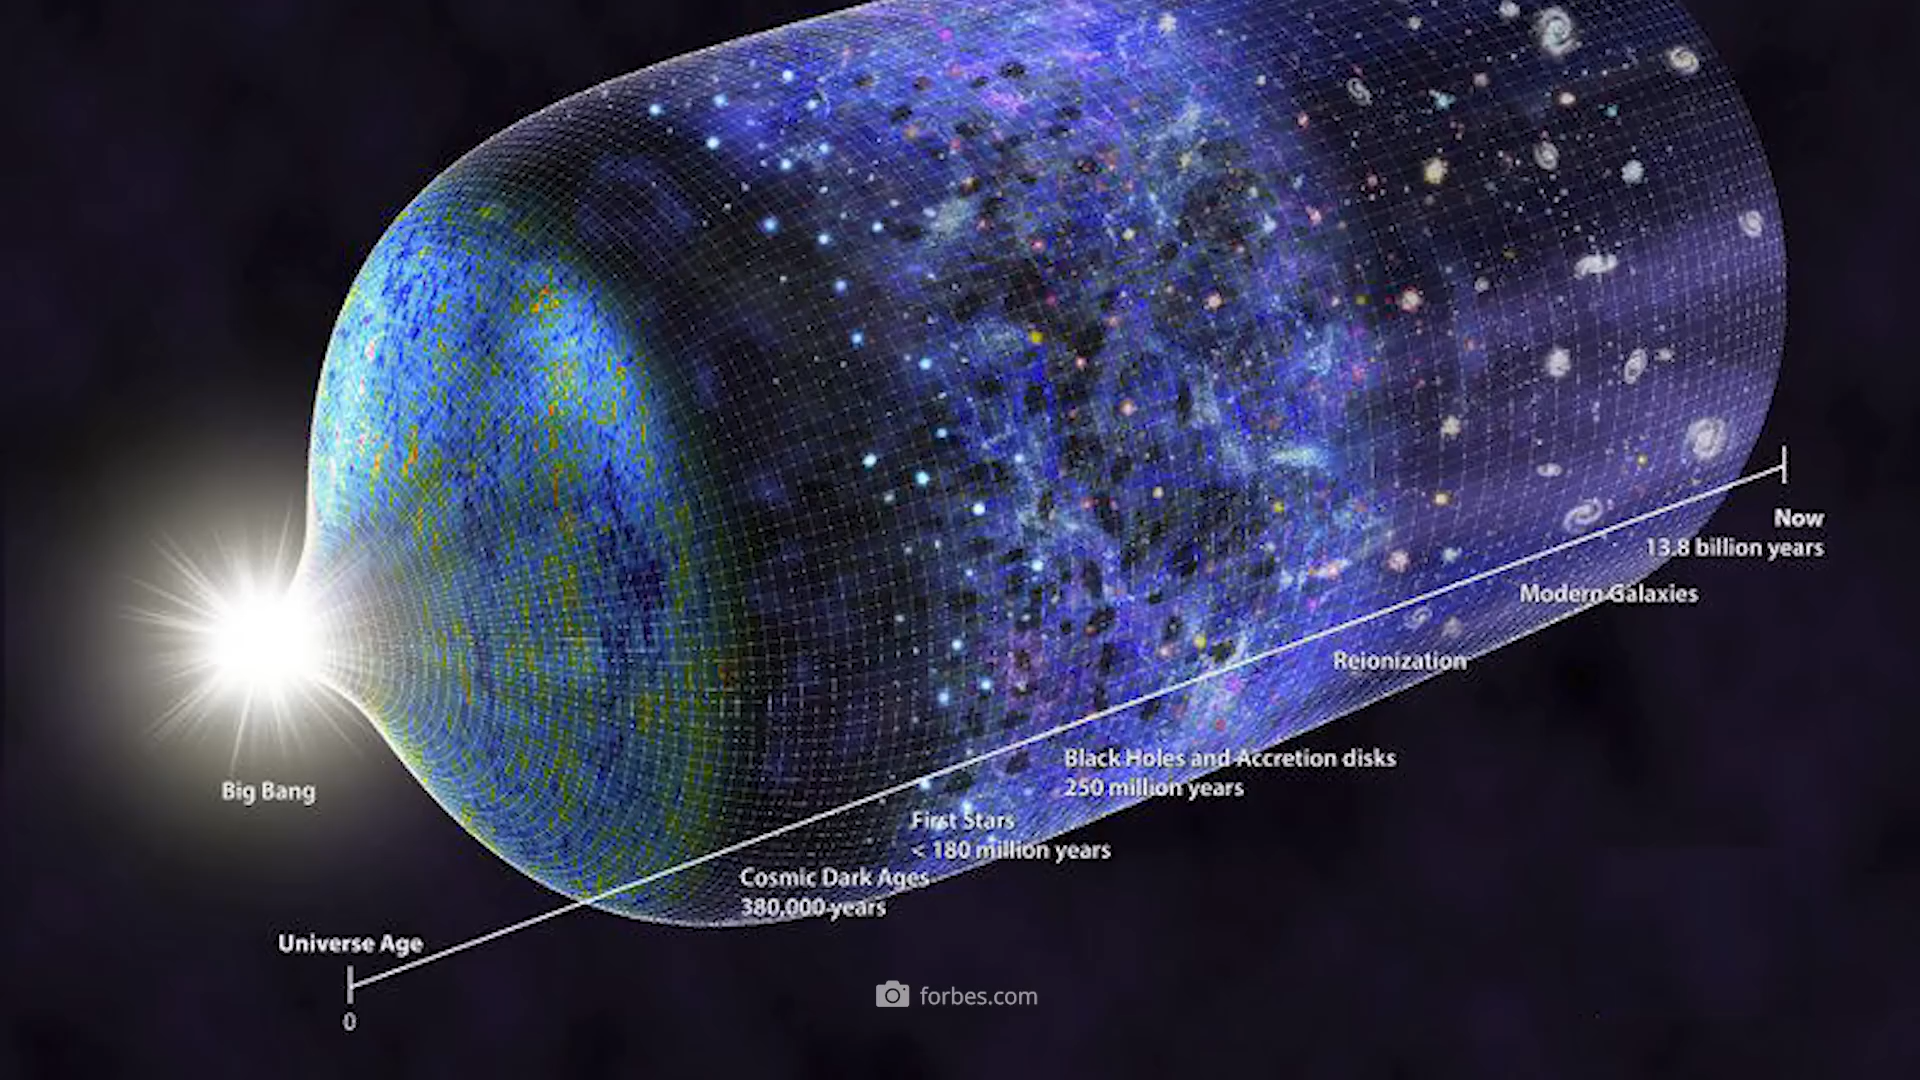 Now
13.8 billion years
Modern Galaxies
Reionization
Black Holes and Accretion disks
250 million years
First Stars
< 180 million years
Cosmic Dark Ages
380,000 years
Big Bang
Universe Age
0
forbes.com